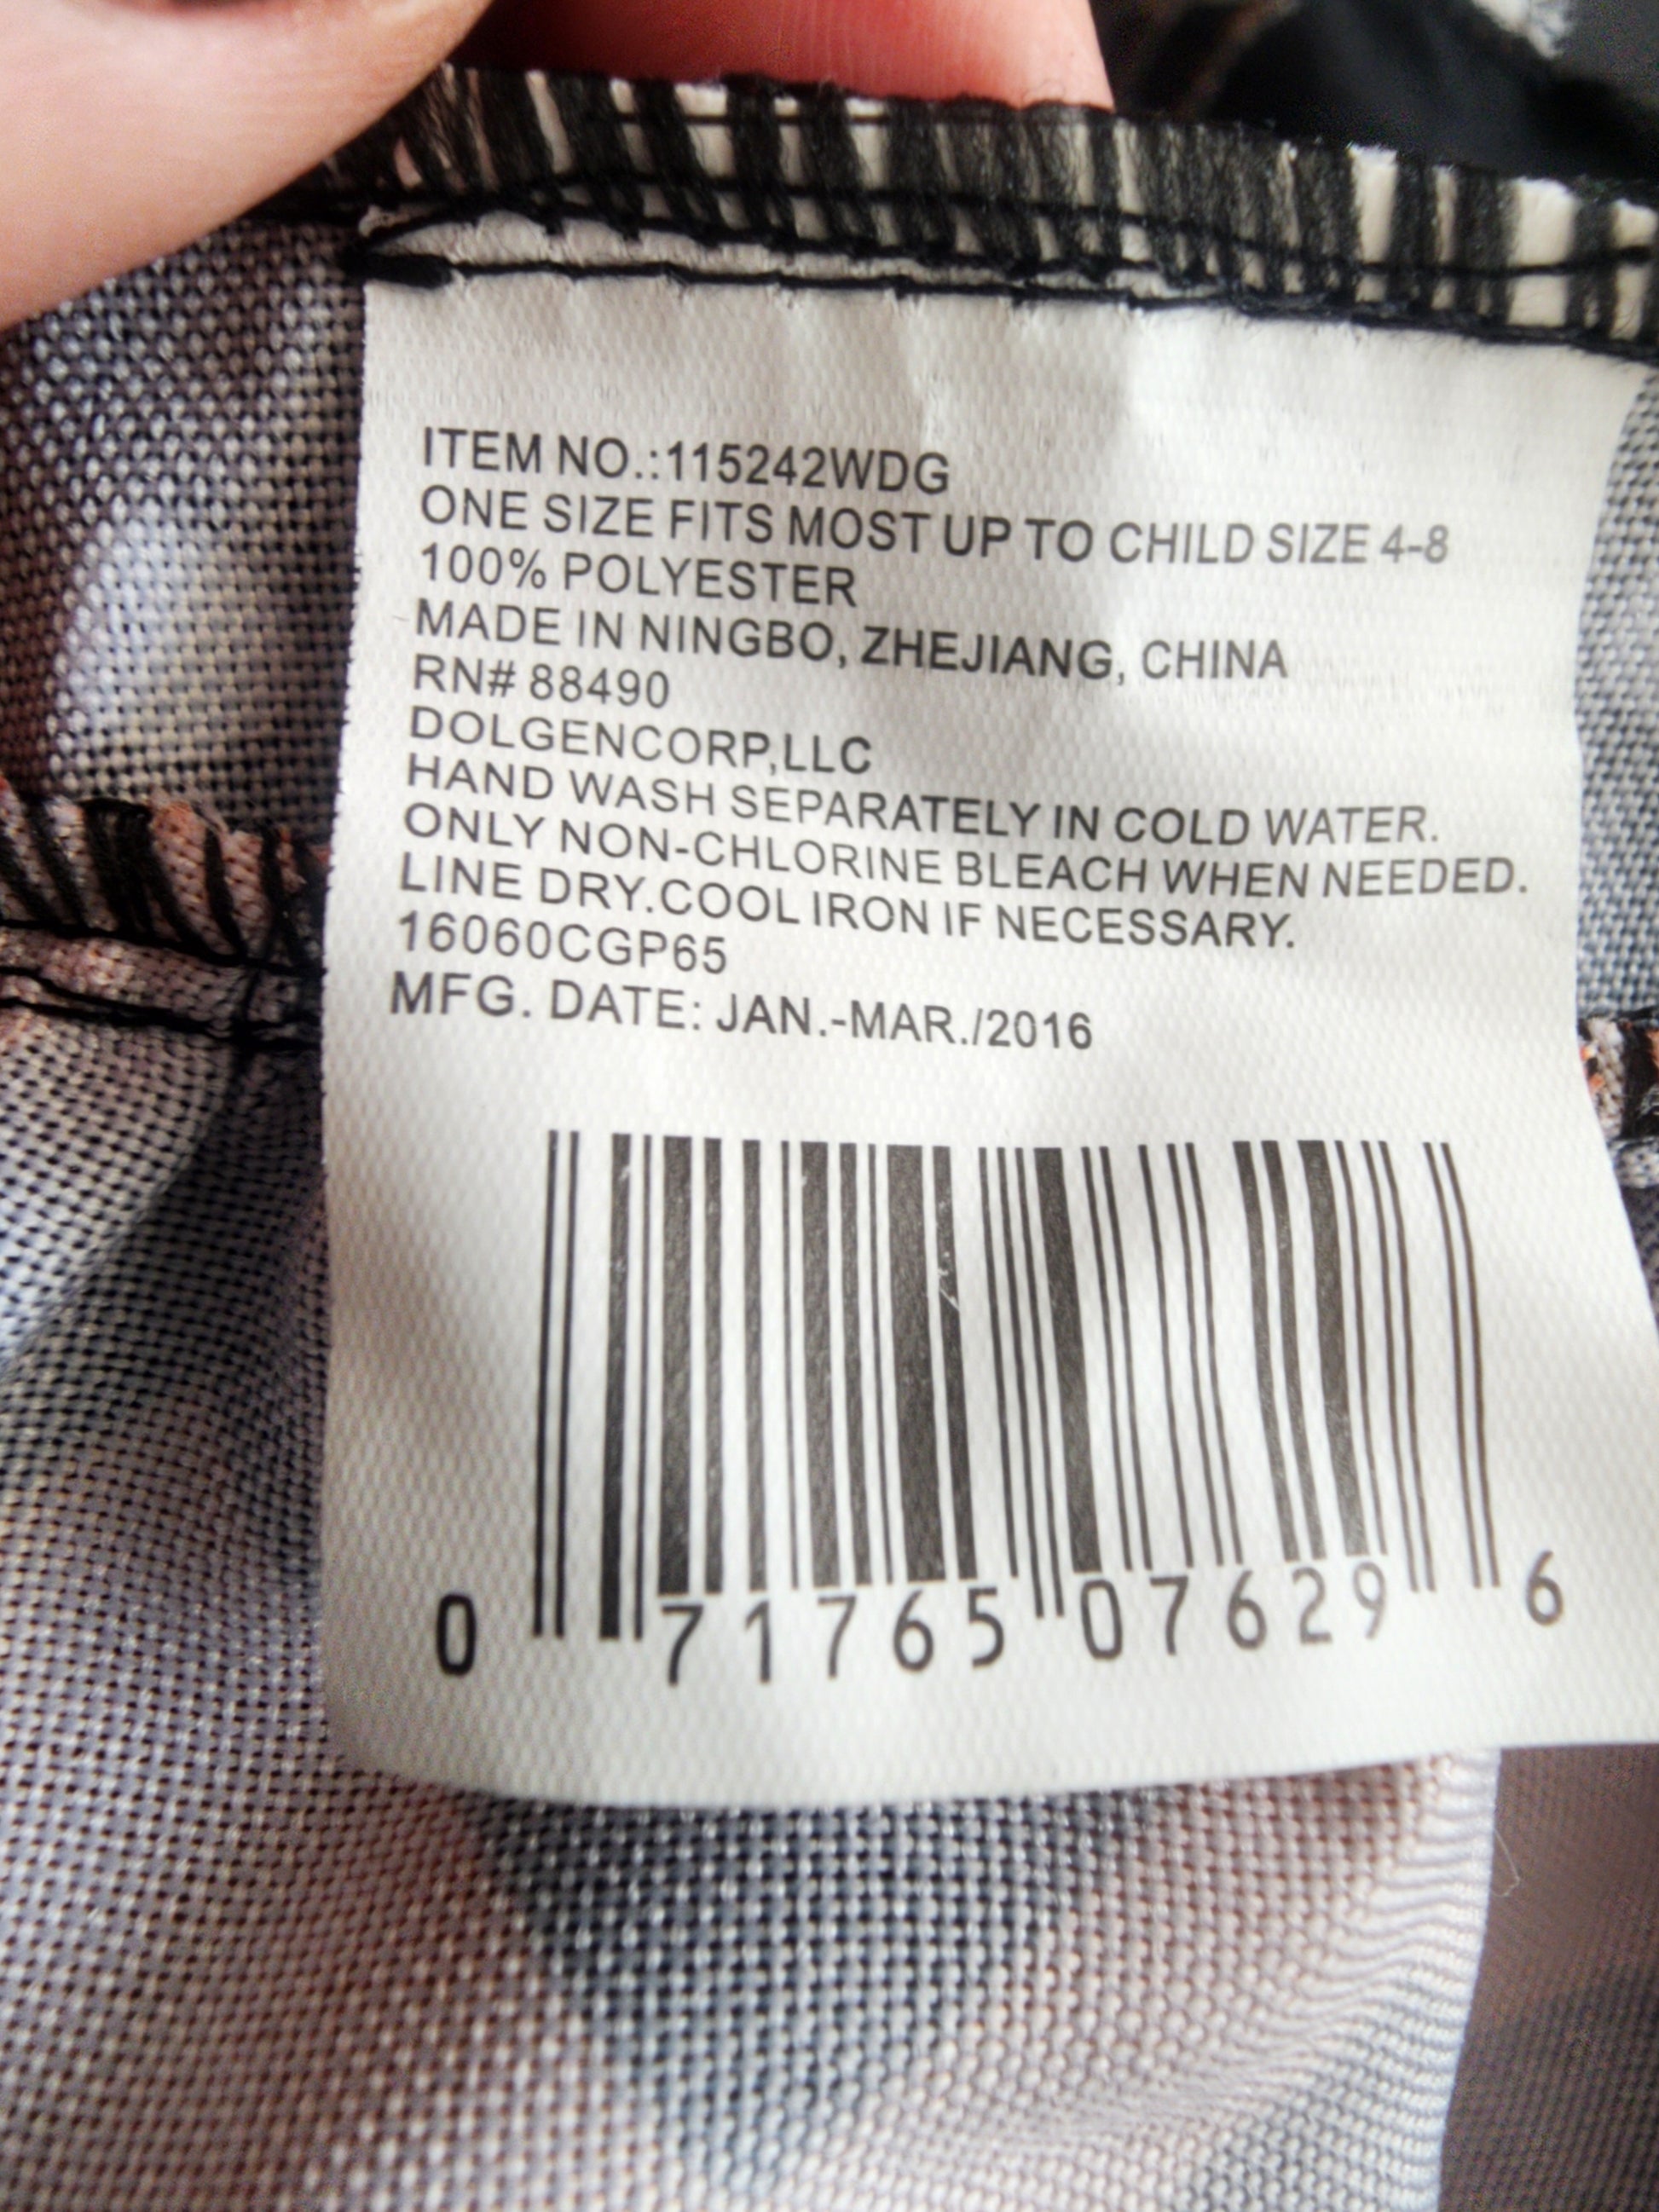 ITEM NO.:115242WDG
ONE SIZE FITS MOST UP TO CHILD SIZE 4-8
100% POLYESTER
MADE IN NINGBO, ZHEJIANG, CHINA
RN# 88490
DOLGENCORP,LLC
HAND WASH SEPARATELY IN COLD WATER.
ONLY NON-CHLORINE BLEACH WHEN NEEDED.
LINE DRY.COOL IRON IF NECESSARY.
16060CGP65
MFG. DATE: JAN.-MAR./2016
0 71765 07629 6